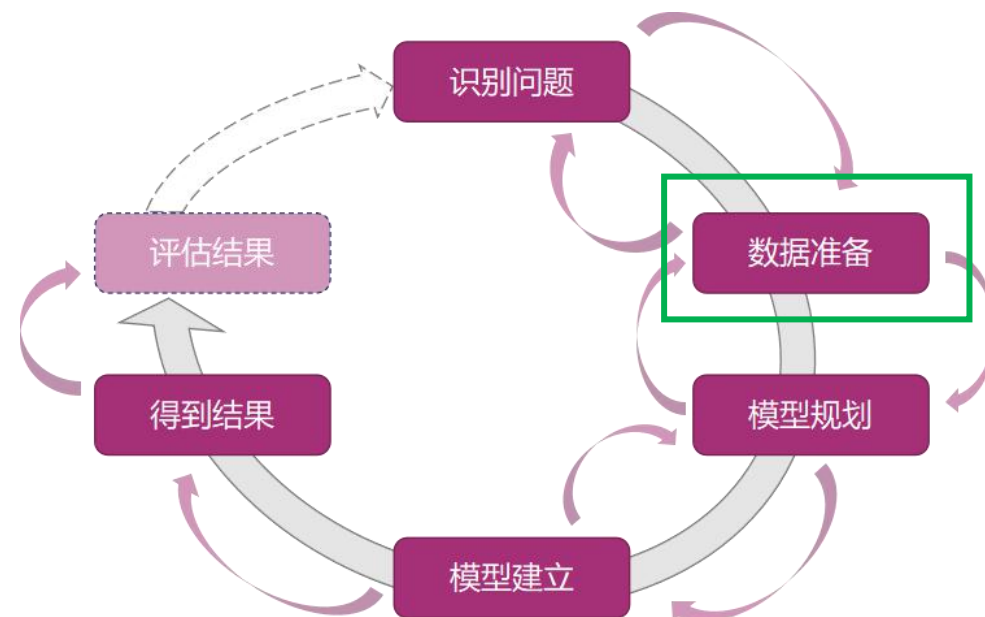 识别问题
评估结果
数据准备
得到结果
模型规划
模型建立